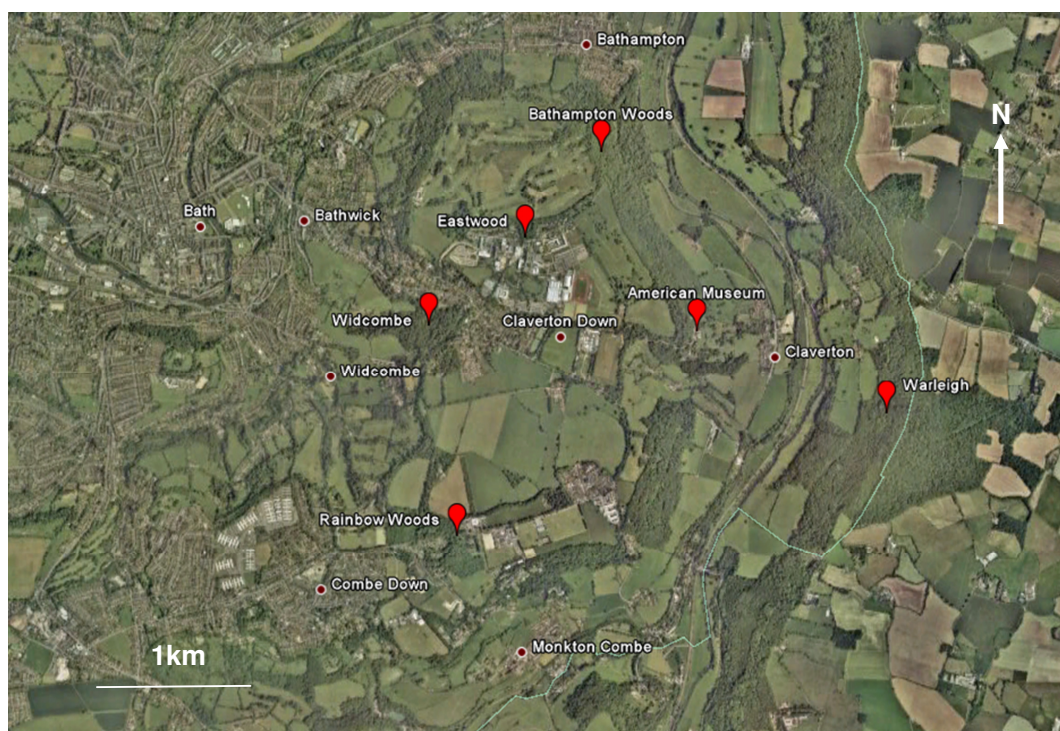 Bathampton
Bathampton Woods
N
Bath
Bathwick
Eastwood
American Museum
Widcombe
Claverton Down
Claverton
Widcombe
Warleigh
Rainbow Woods
Combe Down
Monkton Combe
1km